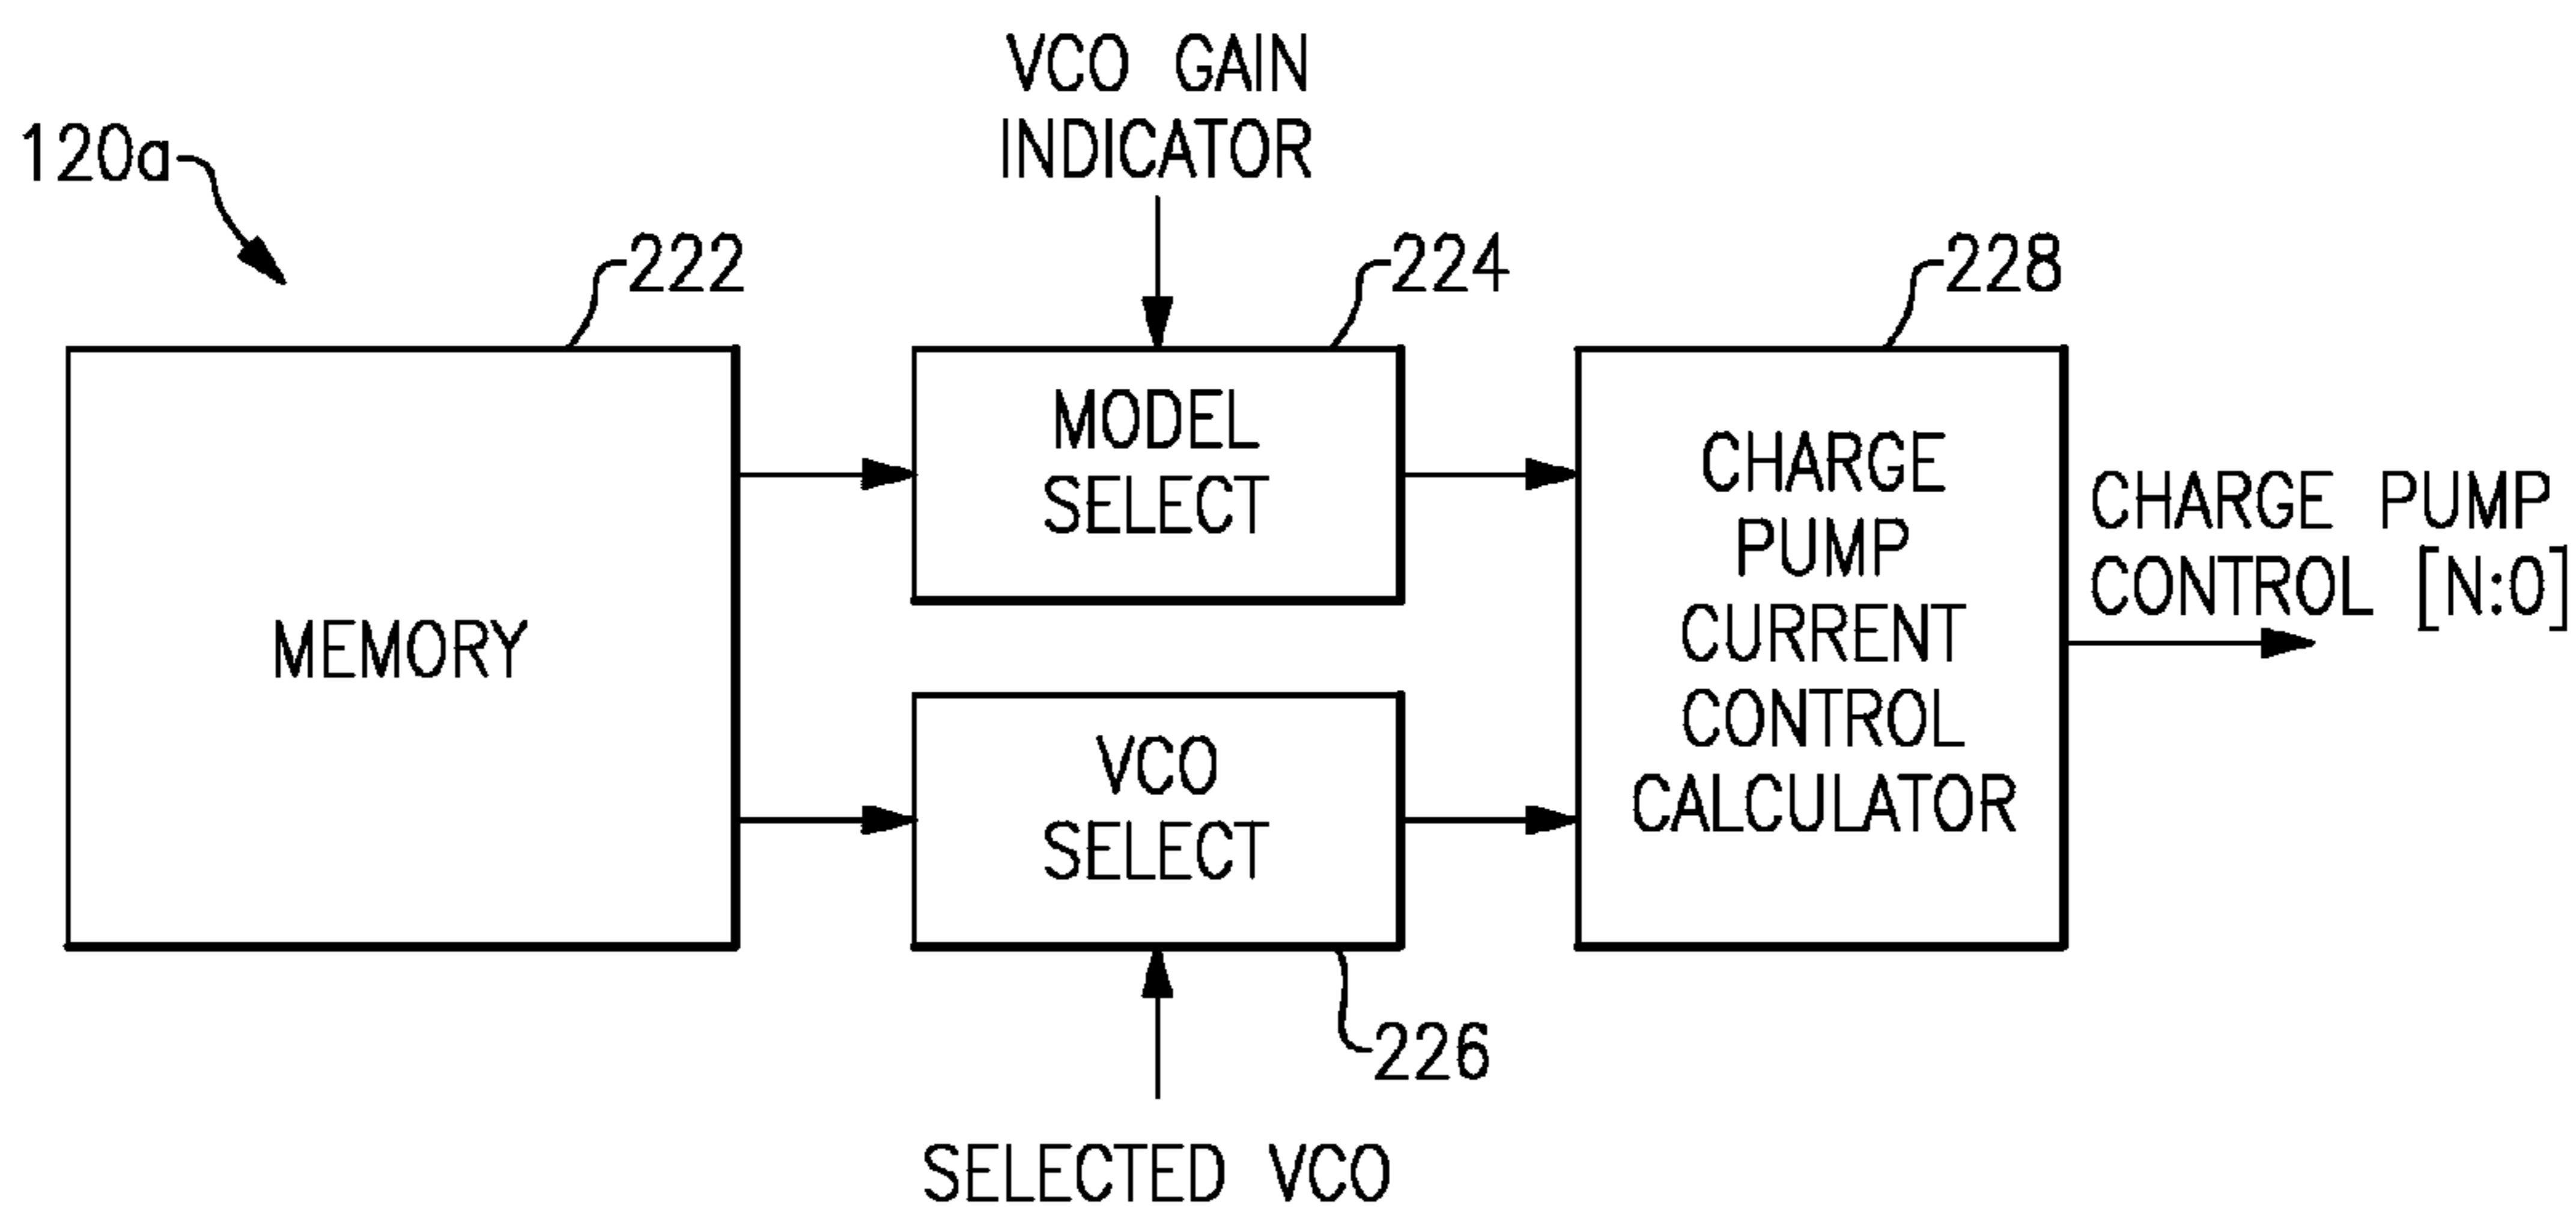 VCO GAIN
INDICATOR
120a
222
224
228
MEMORY
MODEL
SELECT
VCO
SELECT
CHARGE
PUMP
CURRENT
CONTROL
CALCULATOR
CHARGE PUMP
CONTROL [N:0]
226
SELECTED VCO